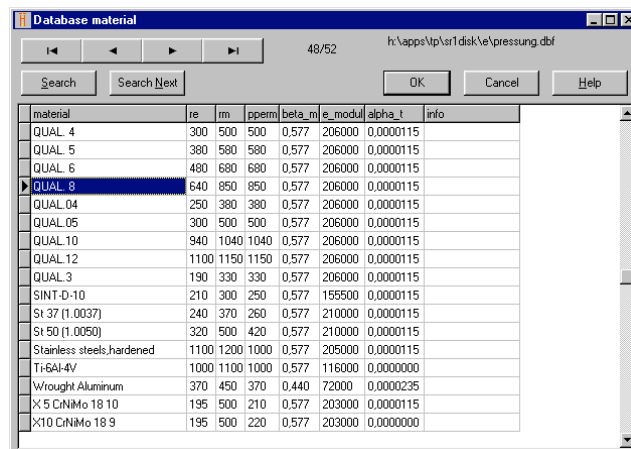 Database material
48/52
h:\apps\tp\sr1disk\e\pressung.dbf
Search Search Next OK Cancel Help
material re rm pperm beta_m e_modul alpha_t info
QUAL. 4 300 500 500 0,577 206000 0,0000115
QUAL. 5 380 580 580 0,577 206000 0,0000115
QUAL. 6 480 680 680 0,577 206000 0,0000115
QUAL. 8 640 850 850 0,577 206000 0,0000115
QUAL.04 250 380 380 0,577 206000 0,0000115
QUAL.05 300 500 500 0,577 206000 0,0000115
QUAL.10 940 1040 1040 0,577 206000 0,0000115
QUAL.12 1100 1150 1150 0,577 206000 0,0000115
QUAL.3 190 330 330 0,577 206000 0,0000115
SINT-D-10 210 300 250 0,577 155500 0,0000115
St 37 (1.0037) 240 370 260 0,577 210000 0,0000115
St 50 (1.0050) 320 500 420 0,577 210000 0,0000115
Stainless steels,hardened 1100 1200 1000 0,577 205000 0,0000115
Ti-6Al-4V 1000 1100 1000 0,577 116000 0,0000000
Wrought Aluminum 370 450 370 0,440 72000 0,0000235
X 5 CrNiMo 18 10 195 500 210 0,577 203000 0,0000115
X10 CrNiMo 18 9 195 500 220 0,577 203000 0,0000000